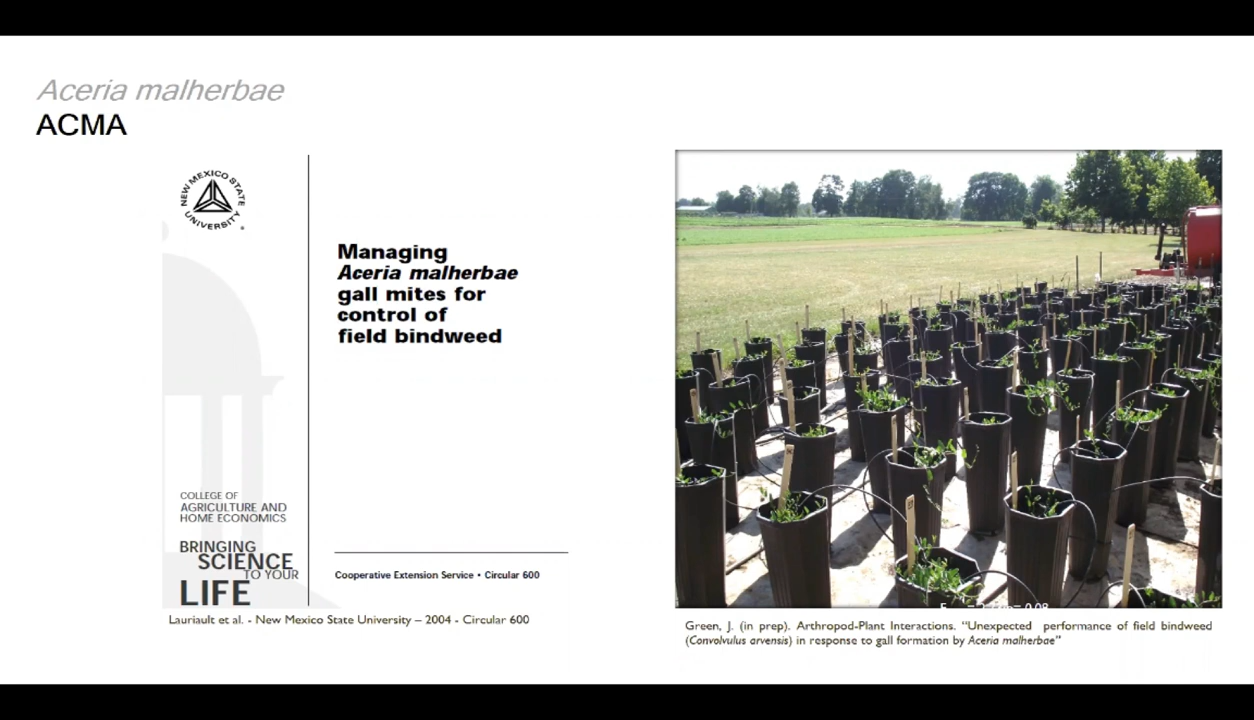 Aceria malherbae
ACMA
NEW MEXICO STATE
UNIVERSITY
Managing
Aceria malherbae
gall mites for
control of
field bindweed
COLLEGE OF
AGRICULTURE AND
HOME ECONOMICS
BRINGING
SCIENCE
TO YOUR
LIFE
Cooperative Extension Service • Circular 600
Lauriault et al. - New Mexico State University – 2004 - Circular 600
Green, J. (in prep). Arthropod-Plant Interactions. "Unexpected performance of field bindweed
(Convolvulus arvensis) in response to gall formation by Aceria malherbae"